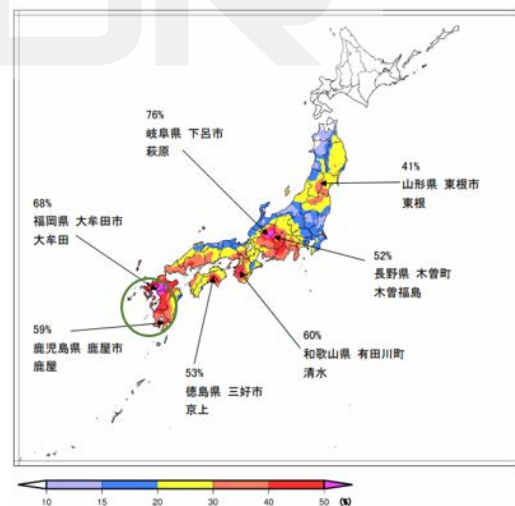 76%
岐阜県 下呂市
萩原
41%
山形県 東根市
東根
68%
福岡県 大牟田市
大牟田
52%
長野県 木曽町
木曽福島
59%
鹿児島県 鹿屋市
鹿屋
60%
和歌山県 有田川町
清水
53%
徳島県 三好市
京上
10 15 20 30 40 50 (%)